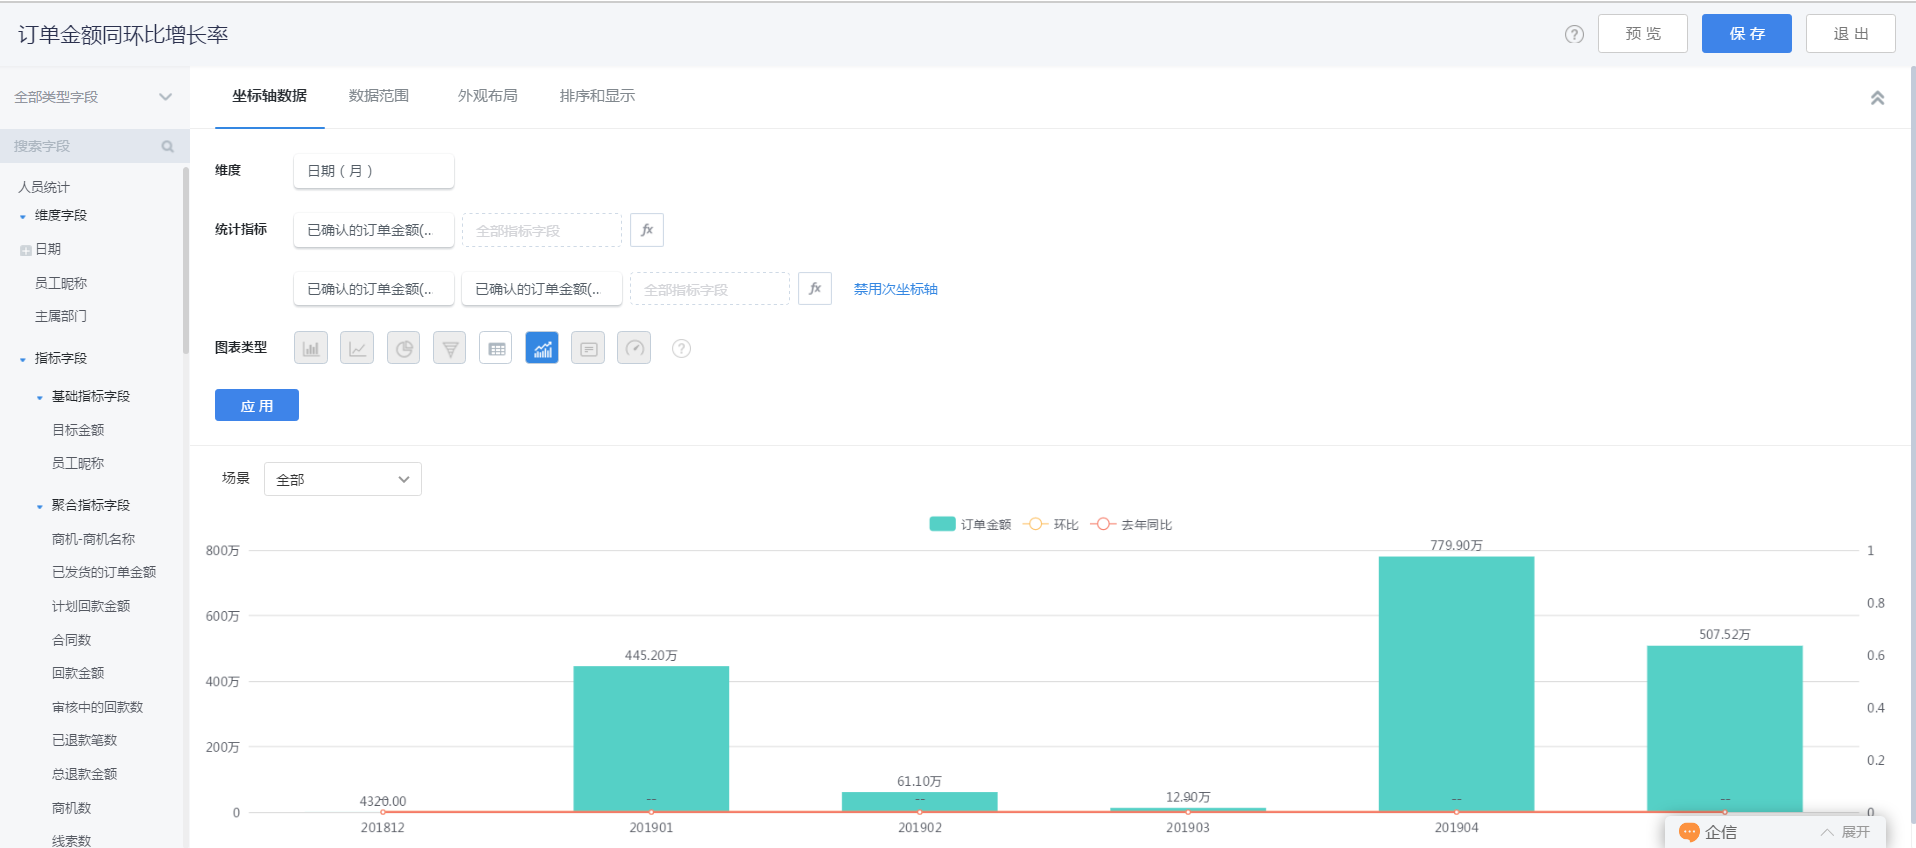 订单金额同环比增长率
?
预 览
保 存
退 出
全部类型字段
坐标轴数据
数据范围
外观布局
排序和显示
搜索字段
人员统计
维度字段
日期
员工昵称
主属部门
指标字段
基础指标字段
目标金额
员工昵称
聚合指标字段
商机-商机名称
已发货的订单金额
计划回款金额
合同数
回款金额
审核中的回款数
已退款笔数
总退款金额
商机数
线索数
维度
日期（月）
统计指标
已确认的订单金额(...
全部指标字段
fx
已确认的订单金额(...
已确认的订单金额(...
全部指标字段
fx
禁用次坐标轴
图表类型
?
应 用
场景
全部
订单金额
环比
去年同比
800万
600万
400万
200万
0
4320.00
445.20万
61.10万
12.90万
779.90万
507.52万
--
--
--
--
1
0.8
0.6
0.4
0.2
0
201812
201901
201902
201903
201904
企信
展开